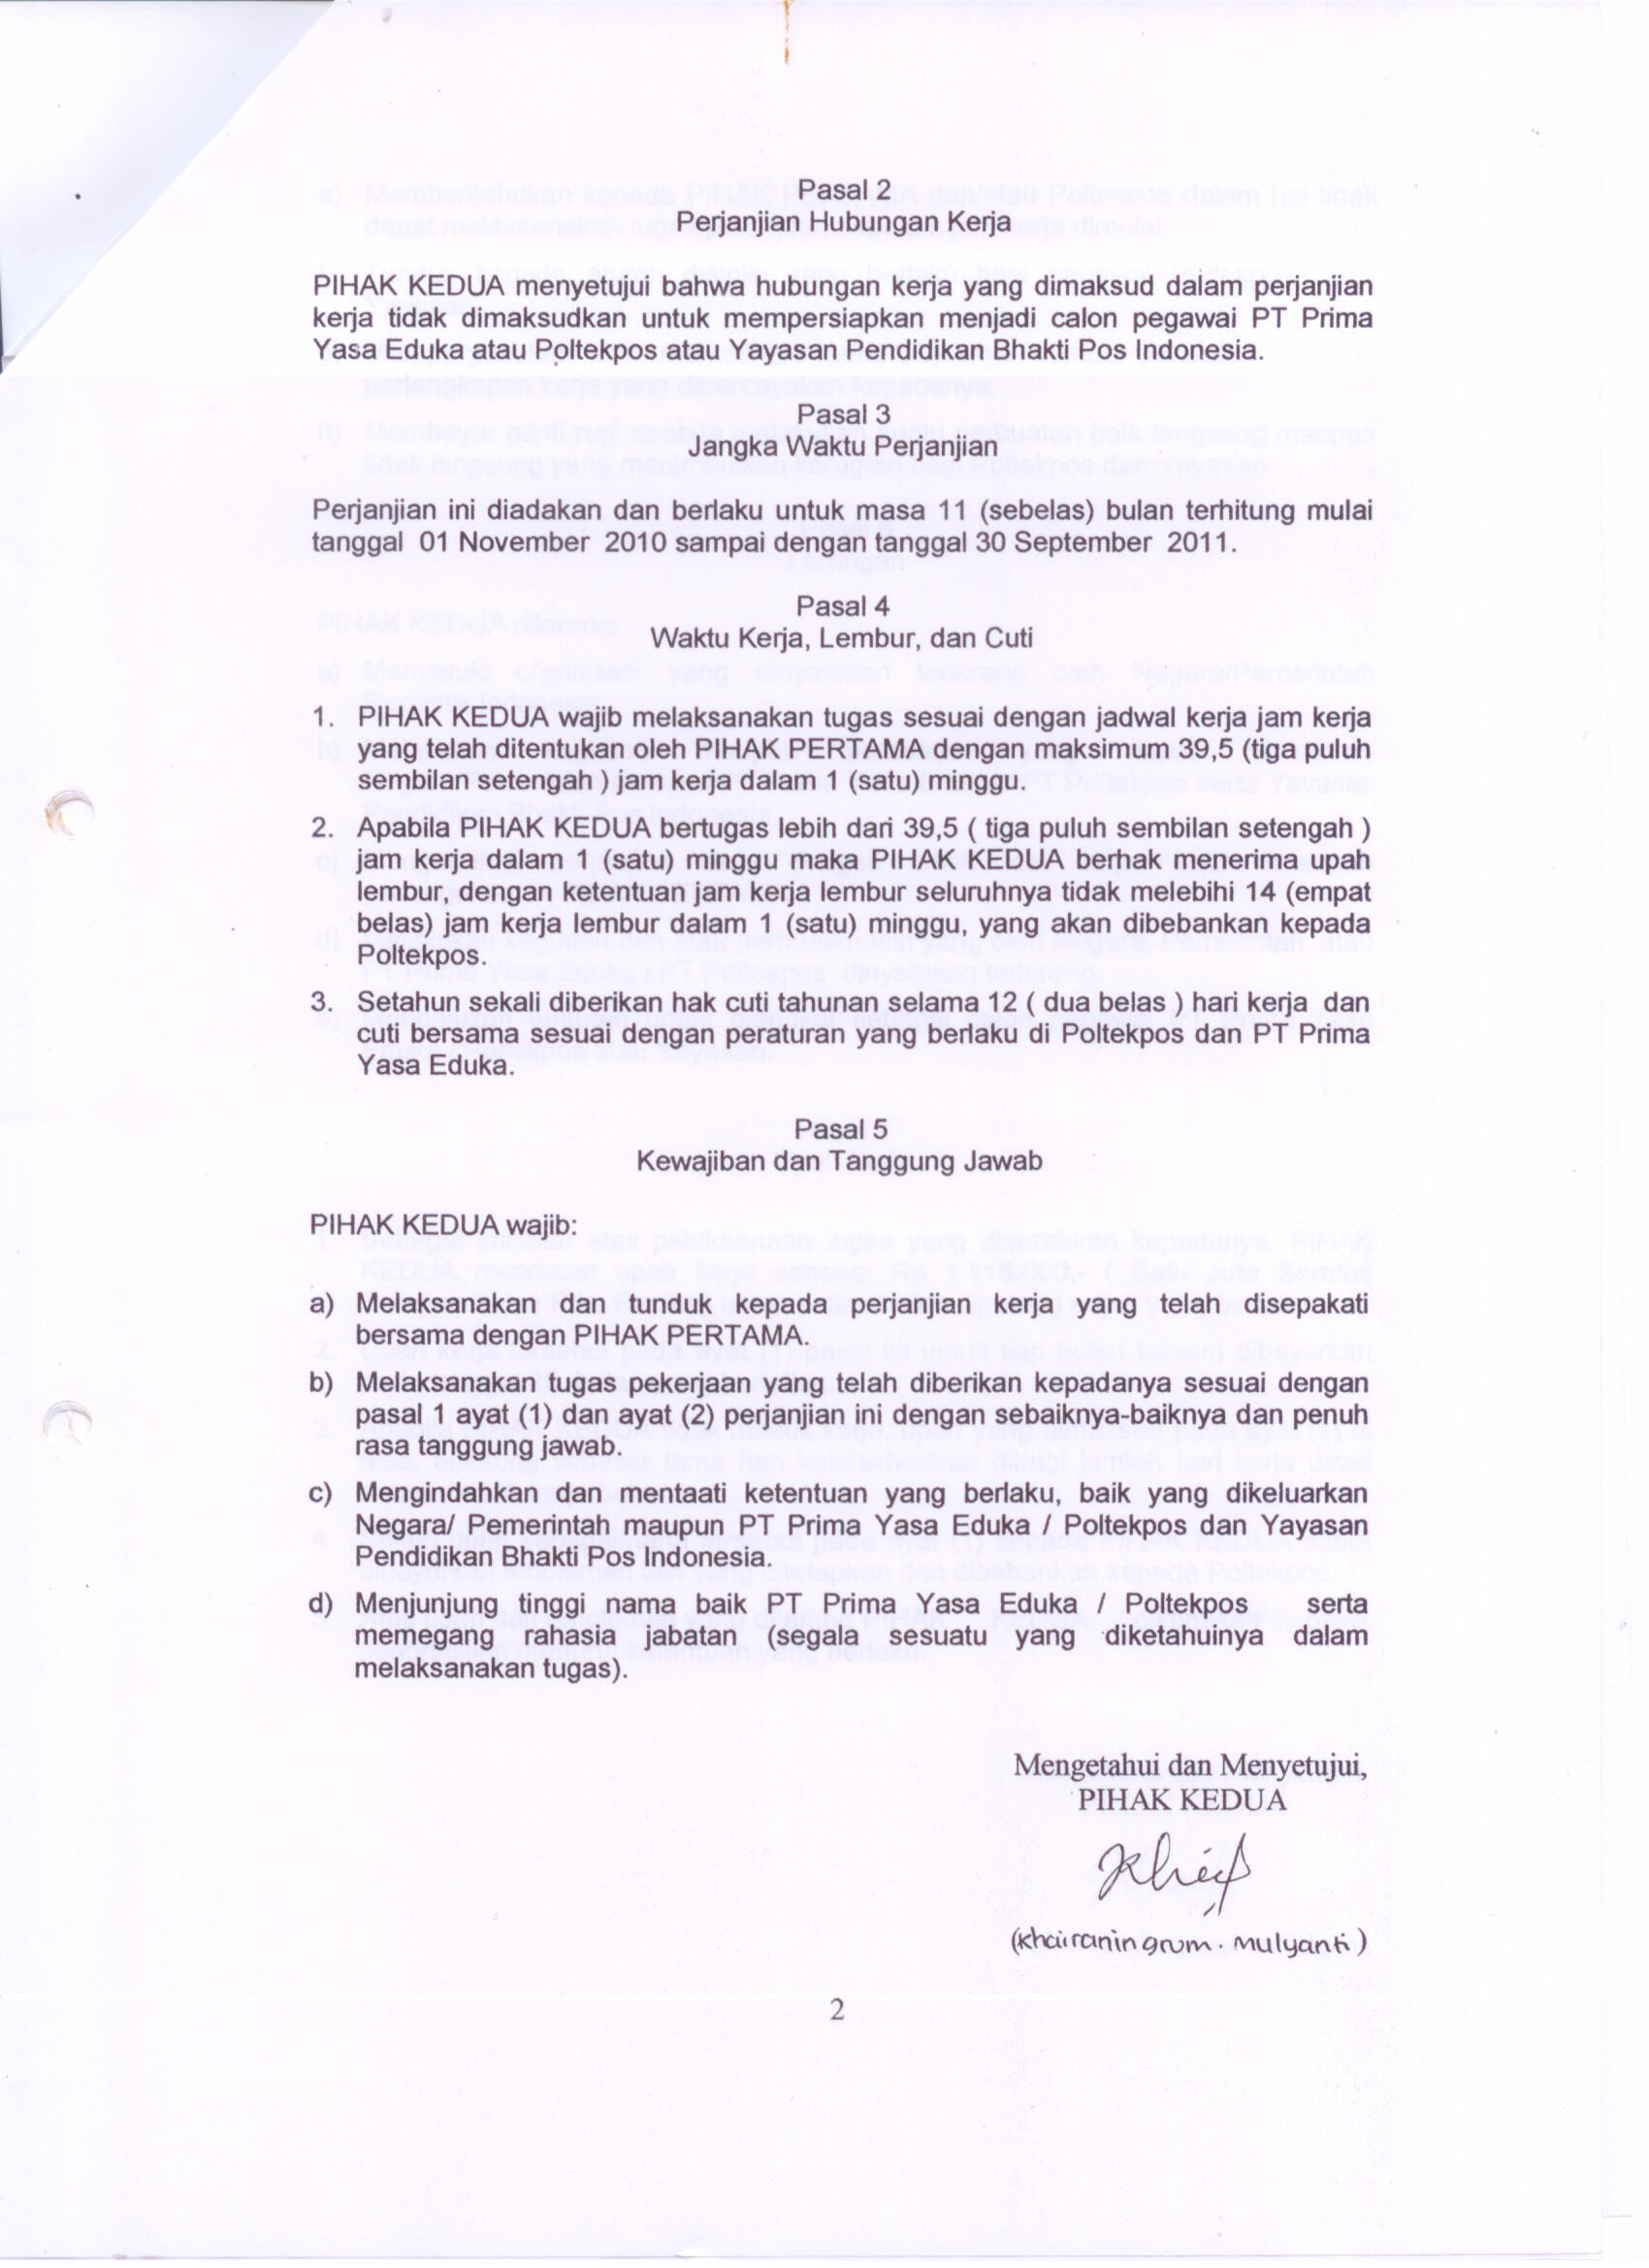 Pasal 2
Perjanjian Hubungan Kerja
PIHAK KEDUA menyetujui bahwa hubungan kerja yang dimaksud dalam perjanjian
kerja tidak dimaksudkan untuk mempersiapkan menjadi calon pegawai PT Prima
Yasa Eduka atau Poltekpos atau Yayasan Pendidikan Bhakti Pos Indonesia.
Pasal 3
Jangka Waktu Perjanjian
Perjanjian ini diadakan dan berlaku untuk masa 11 (sebelas) bulan terhitung mulai
tanggal 01 November 2010 sampai dengan tanggal 30 September 2011.
Pasal 4
Waktu Kerja, Lembur, dan Cuti
1. PIHAK KEDUA wajib melaksanakan tugas sesuai dengan jadwal kerja jam kerja
yang telah ditentukan oleh PIHAK PERTAMA dengan maksimum 39,5 (tiga puluh
sembilan setengah ) jam kerja dalam 1 (satu) minggu.
2. Apabila PIHAK KEDUA bertugas lebih dari 39,5 ( tiga puluh sembilan setengah )
jam kerja dalam 1 (satu) minggu maka PIHAK KEDUA berhak menerima upah
lembur, dengan ketentuan jam kerja lembur seluruhnya tidak melebihi 14 (empat
belas) jam kerja lembur dalam 1 (satu) minggu, yang akan dibebankan kepada
Poltekpos.
3. Setahun sekali diberikan hak cuti tahunan selama 12 ( dua belas ) hari kerja dan
cuti bersama sesuai dengan peraturan yang berlaku di Poltekpos dan PT Prima
Yasa Eduka.
Pasal 5
Kewajiban dan Tanggung Jawab
PIHAK KEDUA wajib:
a) Melaksanakan dan tunduk kepada perjanjian kerja yang telah disepakati
bersama dengan PIHAK PERTAMA.
b) Melaksanakan tugas pekerjaan yang telah diberikan kepadanya sesuai dengan
pasal 1 ayat (1) dan ayat (2) perjanjian ini dengan sebaiknya-baiknya dan penuh
rasa tanggung jawab.
c) Mengindahkan dan mentaati ketentuan yang berlaku, baik yang dikeluarkan
Negara/ Pemerintah maupun PT Prima Yasa Eduka / Poltekpos dan Yayasan
Pendidikan Bhakti Pos Indonesia.
d) Menjunjung tinggi nama baik PT Prima Yasa Eduka / Poltekpos serta
memegang rahasia jabatan (segala sesuatu yang diketahuinya dalam
melaksanakan tugas).
Mengetahui dan Menyetujui,
PIHAK KEDUA
(khairaningrum. Mulyanti)
2